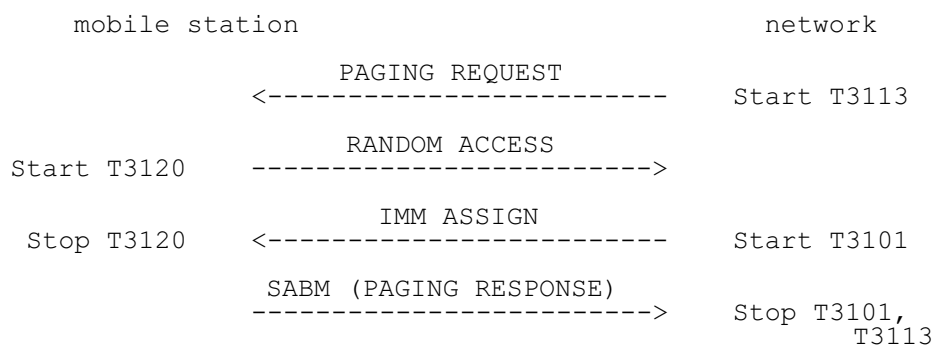 mobile station network
PAGING REQUEST
<------------------------- Start T3113
RANDOM ACCESS
Start T3120 ------------------------->
IMM ASSIGN
Stop T3120 <------------------------- Start T3101
SABM (PAGING RESPONSE)
-------------------------> Stop T3101,
T3113